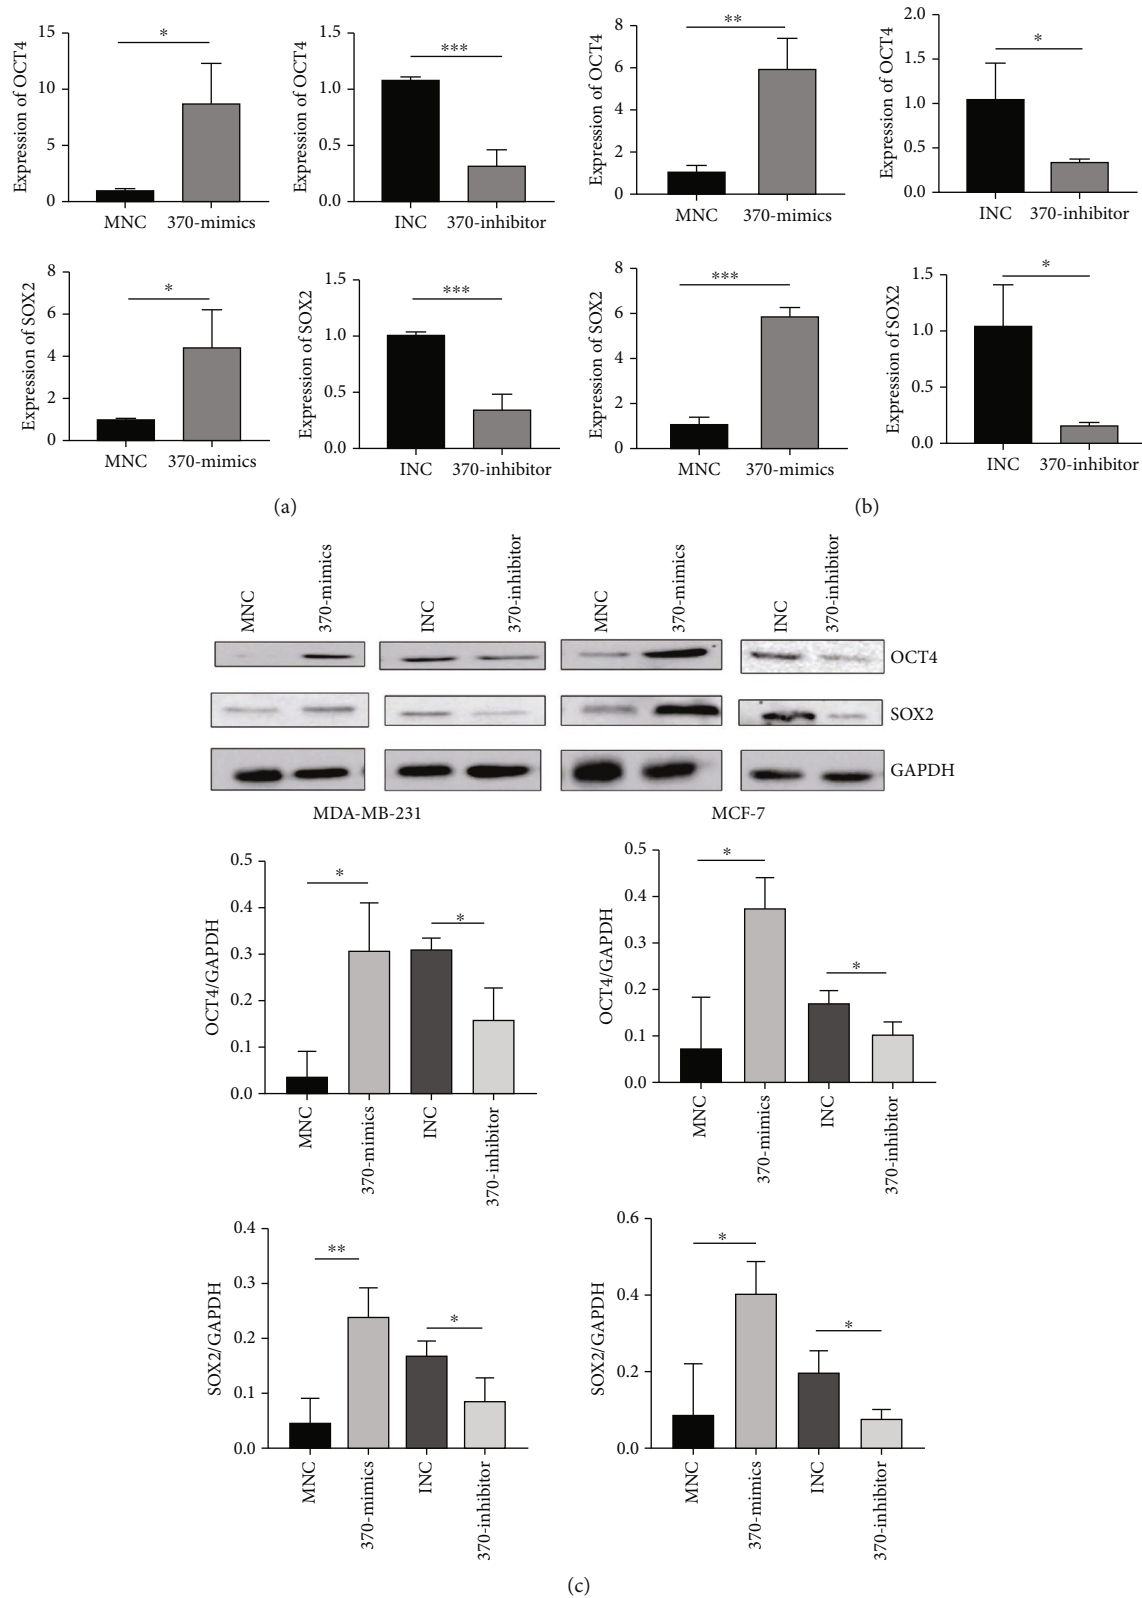 Expression of OCT4
15
10
5
0
*
MNC 370-mimics
Expression of OCT4
1.5
1.0
0.5
0.0
***
INC 370-inhibitor
Expression of OCT4
8
6
4
2
0
**
MNC 370-mimics
Expression of OCT4
2.0
1.5
1.0
0.5
0.0
*
INC 370-inhibitor
Expression of SOX2
8
6
4
2
0
*
MNC 370-mimics
Expression of SOX2
1.5
1.0
0.5
0.0
***
INC 370-inhibitor
Expression of SOX2
8
6
4
2
0
***
MNC 370-mimics
Expression of SOX2
1.5
1.0
0.5
0.0
*
INC 370-inhibitor
(a)
(b)
MNC
370-mimics
INC
370-inhibitor
MNC
370-mimics
INC
370-inhibitor
OCT4
SOX2
GAPDH
MDA-MB-231
MCF-7
OCT4/GAPDH
0.5
0.4
0.3
0.2
0.1
0.0
*
*
MNC
370-mimics
INC
370-inhibitor
OCT4/GAPDH
0.5
0.4
0.3
0.2
0.1
0.0
*
*
MNC
370-mimics
INC
370-inhibitor
SOX2/GAPDH
0.4
0.3
0.2
0.1
0.0
**
*
MNC
370-mimics
INC
370-inhibitor
SOX2/GAPDH
0.6
0.4
0.2
0.0
*
*
MNC
370-mimics
INC
370-inhibitor
(c)